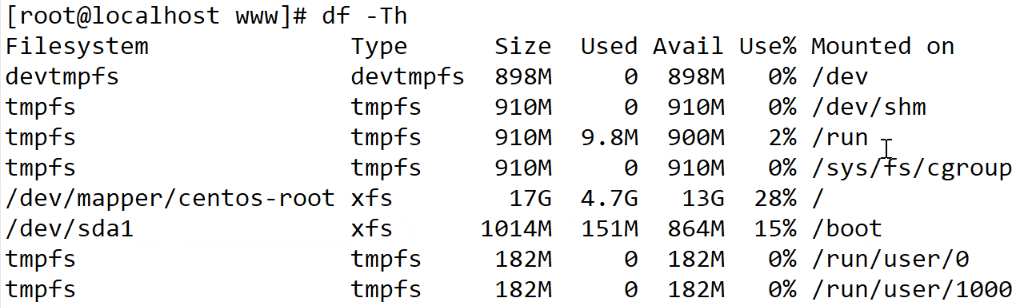 [root@localhost www]# df -Th
Filesystem              Type      Size  Used Avail Use% Mounted on
devtmpfs                devtmpfs  898M     0  898M   0% /dev
tmpfs                   tmpfs     910M     0  910M   0% /dev/shm
tmpfs                   tmpfs     910M  9.8M  900M   2% /run
tmpfs                   tmpfs     910M     0  910M   0% /sys/fs/cgroup
/dev/mapper/centos-root xfs        17G  4.7G   13G  28% /
/dev/sda1               xfs      1014M  151M  864M  15% /boot
tmpfs                   tmpfs     182M     0  182M   0% /run/user/0
tmpfs                   tmpfs     182M     0  182M   0% /run/user/1000